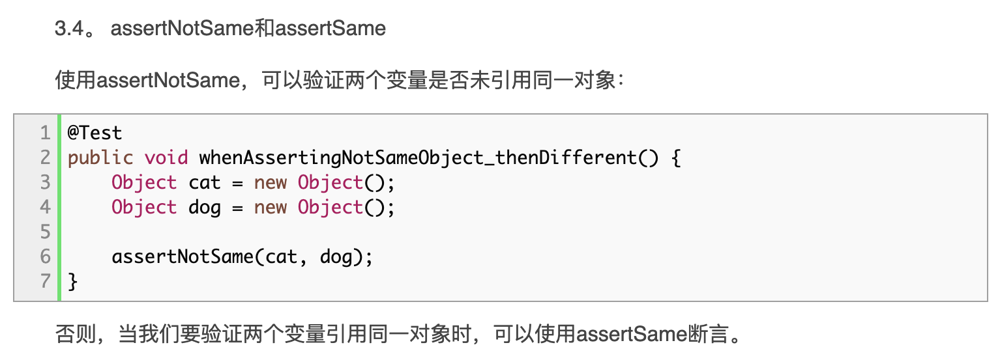 3.4。 assertNotSame和assertSame
使用assertNotSame，可以验证两个变量是否未引用同一对象：
1 @Test
2 public void whenAssertingNotSameObject_thenDifferent() {
3     Object cat = new Object();
4     Object dog = new Object();
5
6     assertNotSame(cat, dog);
7 }
否则，当我们要验证两个变量引用同一对象时，可以使用assertSame断言。